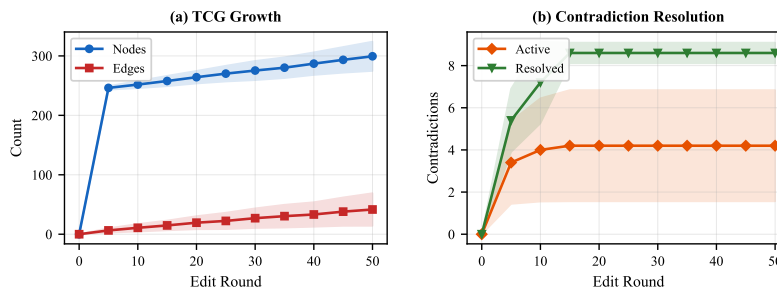 (a) TCG Growth
Nodes
Edges
Count
300
200
100
0
0
10
20
30
40
50
Edit Round
(b) Contradiction Resolution
Active
Resolved
Contradictions
8
6
4
2
0
0
10
20
30
40
50
Edit Round